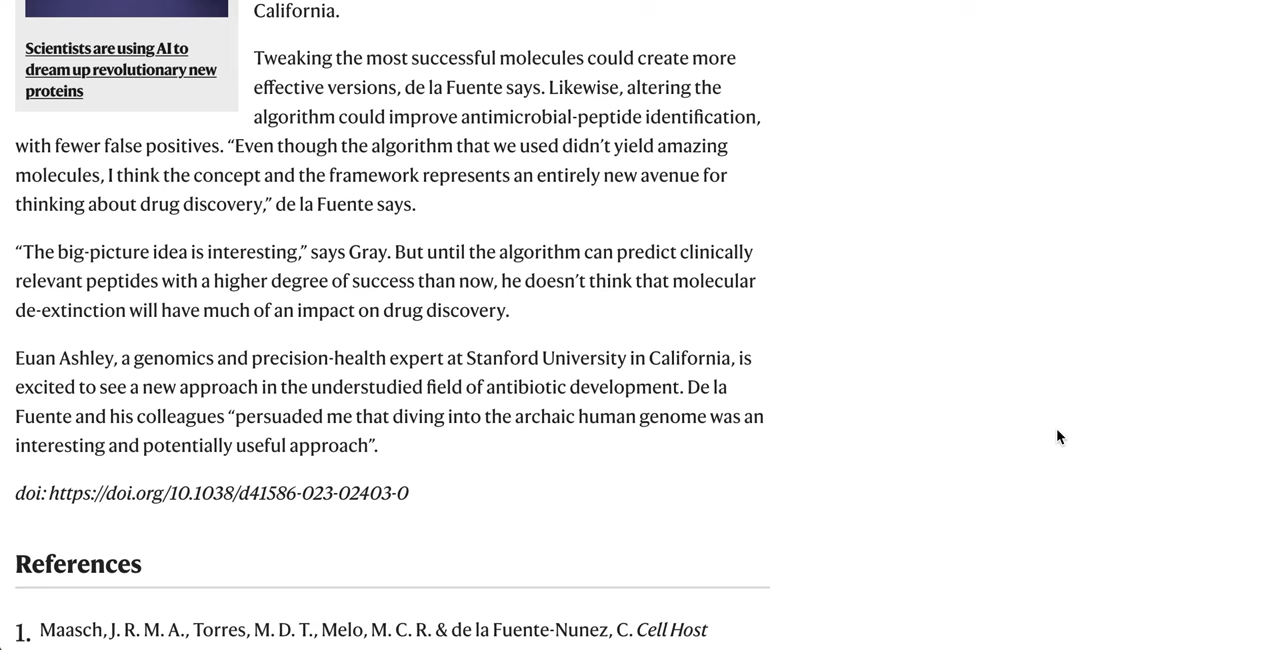 California.
Scientists are using AI to
dream up revolutionary new
proteins
Tweaking the most successful molecules could create more
effective versions, de la Fuente says. Likewise, altering the
algorithm could improve antimicrobial-peptide identification,
with fewer false positives. “Even though the algorithm that we used didn’t yield amazing
molecules, I think the concept and the framework represents an entirely new avenue for
thinking about drug discovery,” de la Fuente says.
“The big-picture idea is interesting,” says Gray. But until the algorithm can predict clinically
relevant peptides with a higher degree of success than now, he doesn’t think that molecular
de-extinction will have much of an impact on drug discovery.
Euan Ashley, a genomics and precision-health expert at Stanford University in California, is
excited to see a new approach in the understudied field of antibiotic development. De la
Fuente and his colleagues “persuaded me that diving into the archaic human genome was an
interesting and potentially useful approach”.
doi: https://doi.org/10.1038/d41586-023-02403-0
References
1. Maasch, J. R. M. A., Torres, M. D. T., Melo, M. C. R. & de la Fuente-Nunez, C. Cell Host